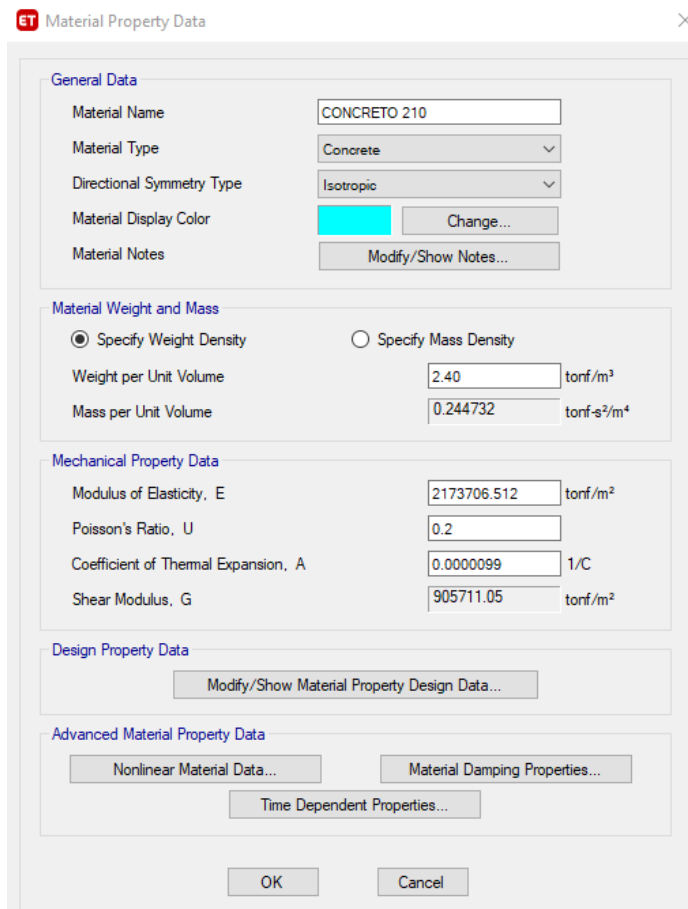 ET Material Property Data
General Data
Material Name CONCRETO 210
Material Type Concrete
Directional Symmetry Type Isotropic
Material Display Color Change...
Material Notes Modify/Show Notes...
Material Weight and Mass
Specify Weight Density Specify Mass Density
Weight per Unit Volume 2.40 tonf/m³
Mass per Unit Volume 0.244732 tonf-s²/m⁴
Mechanical Property Data
Modulus of Elasticity, E 2173706.512 tonf/m²
Poisson's Ratio, U 0.2
Coefficient of Thermal Expansion, A 0.0000099 1/C
Shear Modulus, G 905711.05 tonf/m²
Design Property Data
Modify/Show Material Property Design Data...
Advanced Material Property Data
Nonlinear Material Data... Material Damping Properties...
Time Dependent Properties...
OK Cancel